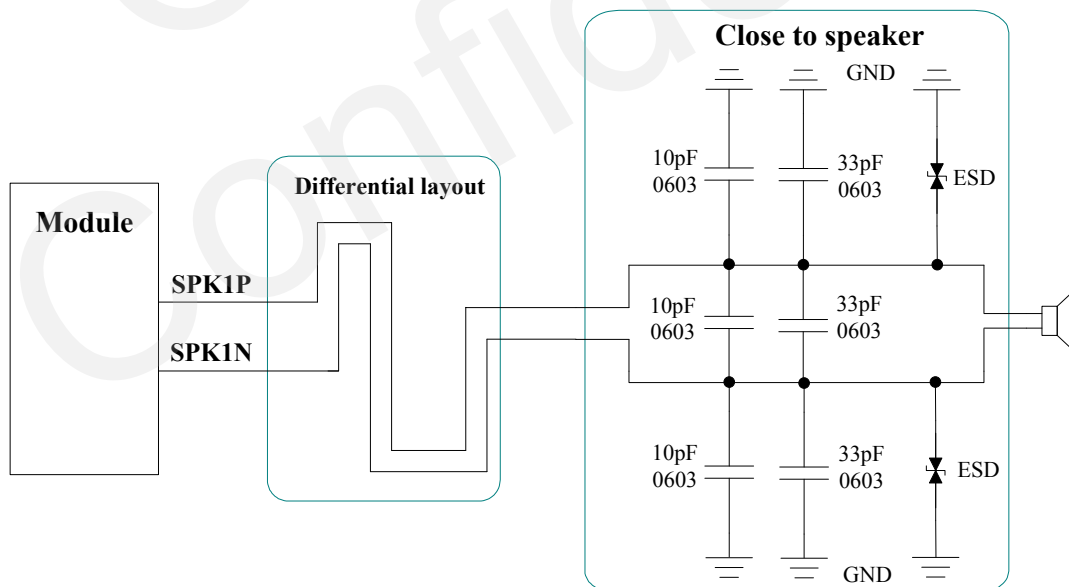 Close to speaker
GND
10pF
0603
33pF
0603
ESD
Differential layout
Module
SPK1P
SPK1N
10pF
0603
33pF
0603
10pF
0603
33pF
0603
ESD
GND